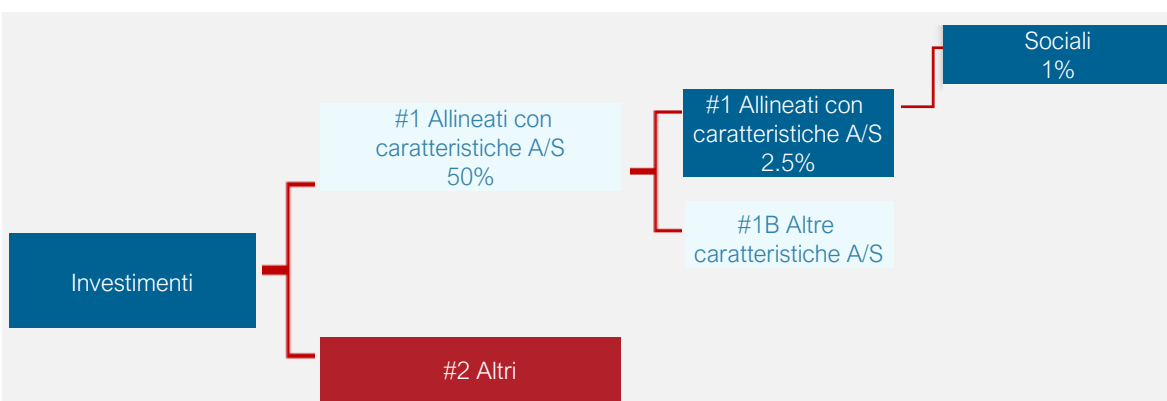 Sociali
1%
#1 Allineati con
caratteristiche A/S
2.5%
#1 Allineati con
caratteristiche A/S
50%
#1B Altre
caratteristiche A/S
Investimenti
#2 Altri